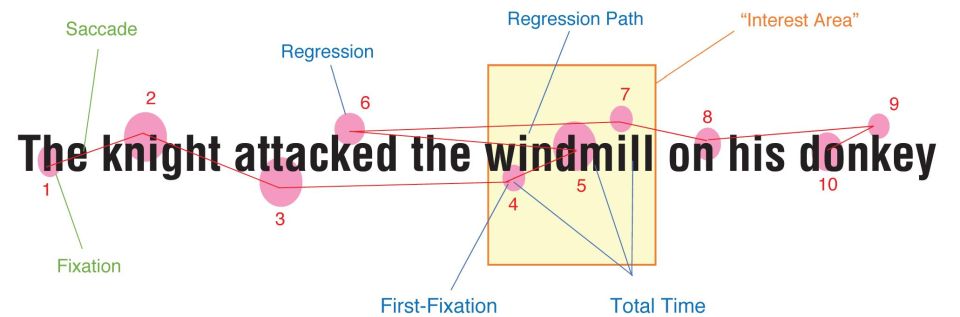 Saccade
Regression
Regression Path
“Interest Area”
2
6
7
8
9
The knight attacked the windmill on his donkey
1
3
4
5
10
Fixation
First-Fixation
Total Time